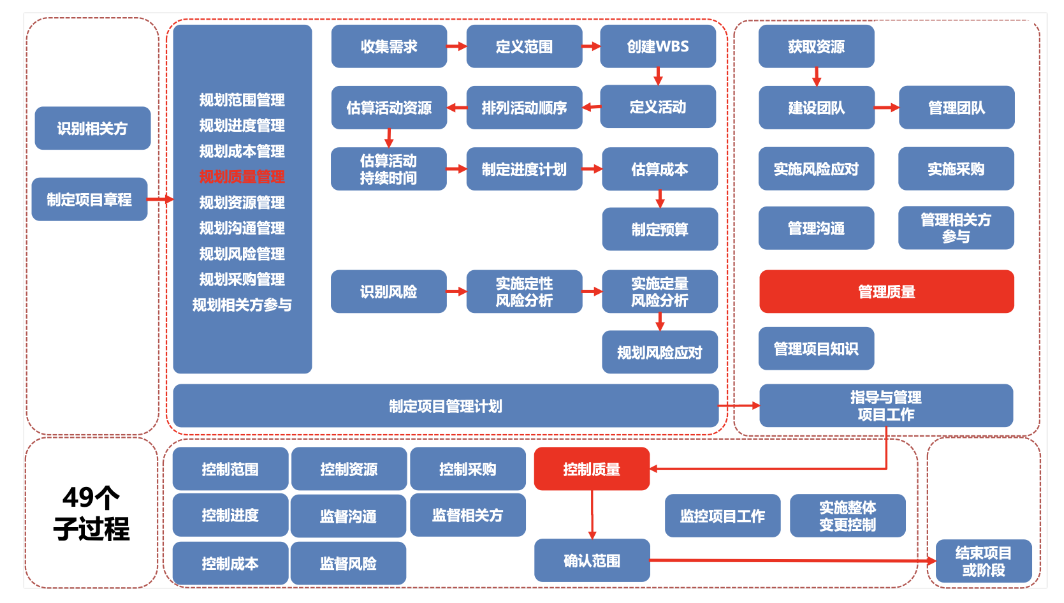 识别相关方
制定项目章程
规划范围管理
规划进度管理
规划成本管理
规划质量管理
规划资源管理
规划沟通管理
规划风险管理
规划采购管理
规划相关方参与
收集需求
定义范围
创建WBS
估算活动资源
排列活动顺序
定义活动
估算活动
持续时间
制定进度计划
估算成本
制定预算
识别风险
实施定性
风险分析
实施定量
风险分析
规划风险应对
制定项目管理计划
获取资源
建设团队
管理团队
实施风险应对
实施采购
管理沟通
管理相关方
参与
管理质量
管理项目知识
指导与管理
项目工作
49个
子过程
控制范围
控制资源
控制采购
控制质量
控制进度
监督沟通
监督相关方
监控项目工作
实施整体
变更控制
控制成本
监督风险
确认范围
结束项目
或阶段